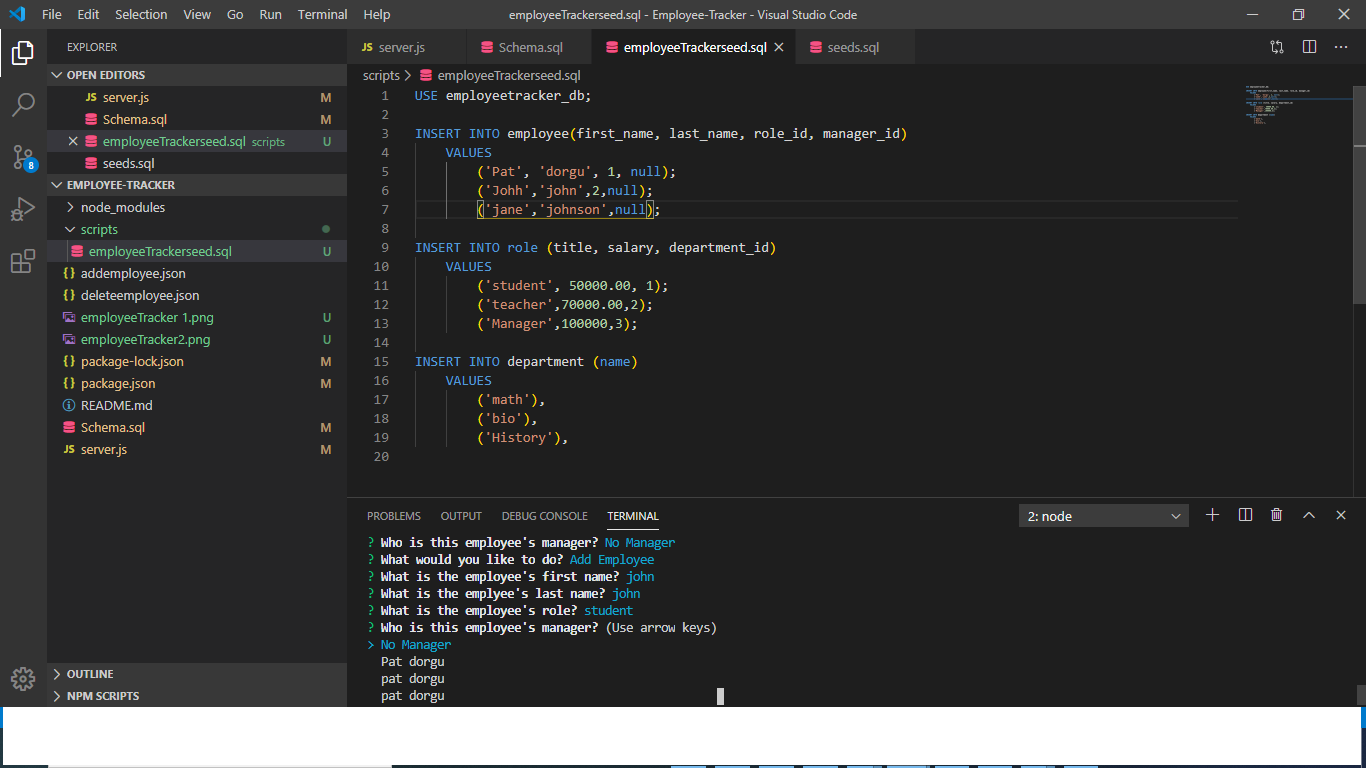 File Edit Selection View Go Run Terminal Help employeeTrackerseed.sql - Employee-Tracker - Visual Studio Code
EXPLORER
OPEN EDITORS
JS server.js M
Schema.sql M
employeeTrackerseed.sql scripts U
seeds.sql
8
EMPLOYEE-TRACKER
node_modules
scripts
employeeTrackerseed.sql U
{} addemployee.json
{} deleteemployee.json
employeeTracker 1.png U
employeeTracker2.png U
{} package-lock.json M
{} package.json M
README.md
Schema.sql M
JS server.js M
OUTLINE
NPM SCRIPTS
JS server.js Schema.sql employeeTrackerseed.sql seeds.sql
scripts > employeeTrackerseed.sql
1 USE employeetracker_db;
2
3 INSERT INTO employee(first_name, last_name, role_id, manager_id)
4 VALUES
5 ('Pat', 'dorgu', 1, null);
6 ('Johh','john',2,null);
7 ('jane','johnson',null);
8
9 INSERT INTO role (title, salary, department_id)
10 VALUES
11 ('student', 50000.00, 1);
12 ('teacher',70000.00,2);
13 ('Manager',100000,3);
14
15 INSERT INTO department (name)
16 VALUES
17 ('math'),
18 ('bio'),
19 ('History'),
20
PROBLEMS OUTPUT DEBUG CONSOLE TERMINAL 2: node
? Who is this employee's manager? No Manager
? What would you like to do? Add Employee
? What is the employee's first name? john
? What is the emplyee's last name? john
? What is the employee's role? student
? Who is this employee's manager? (Use arrow keys)
> No Manager
Pat dorgu
pat dorgu
pat dorgu